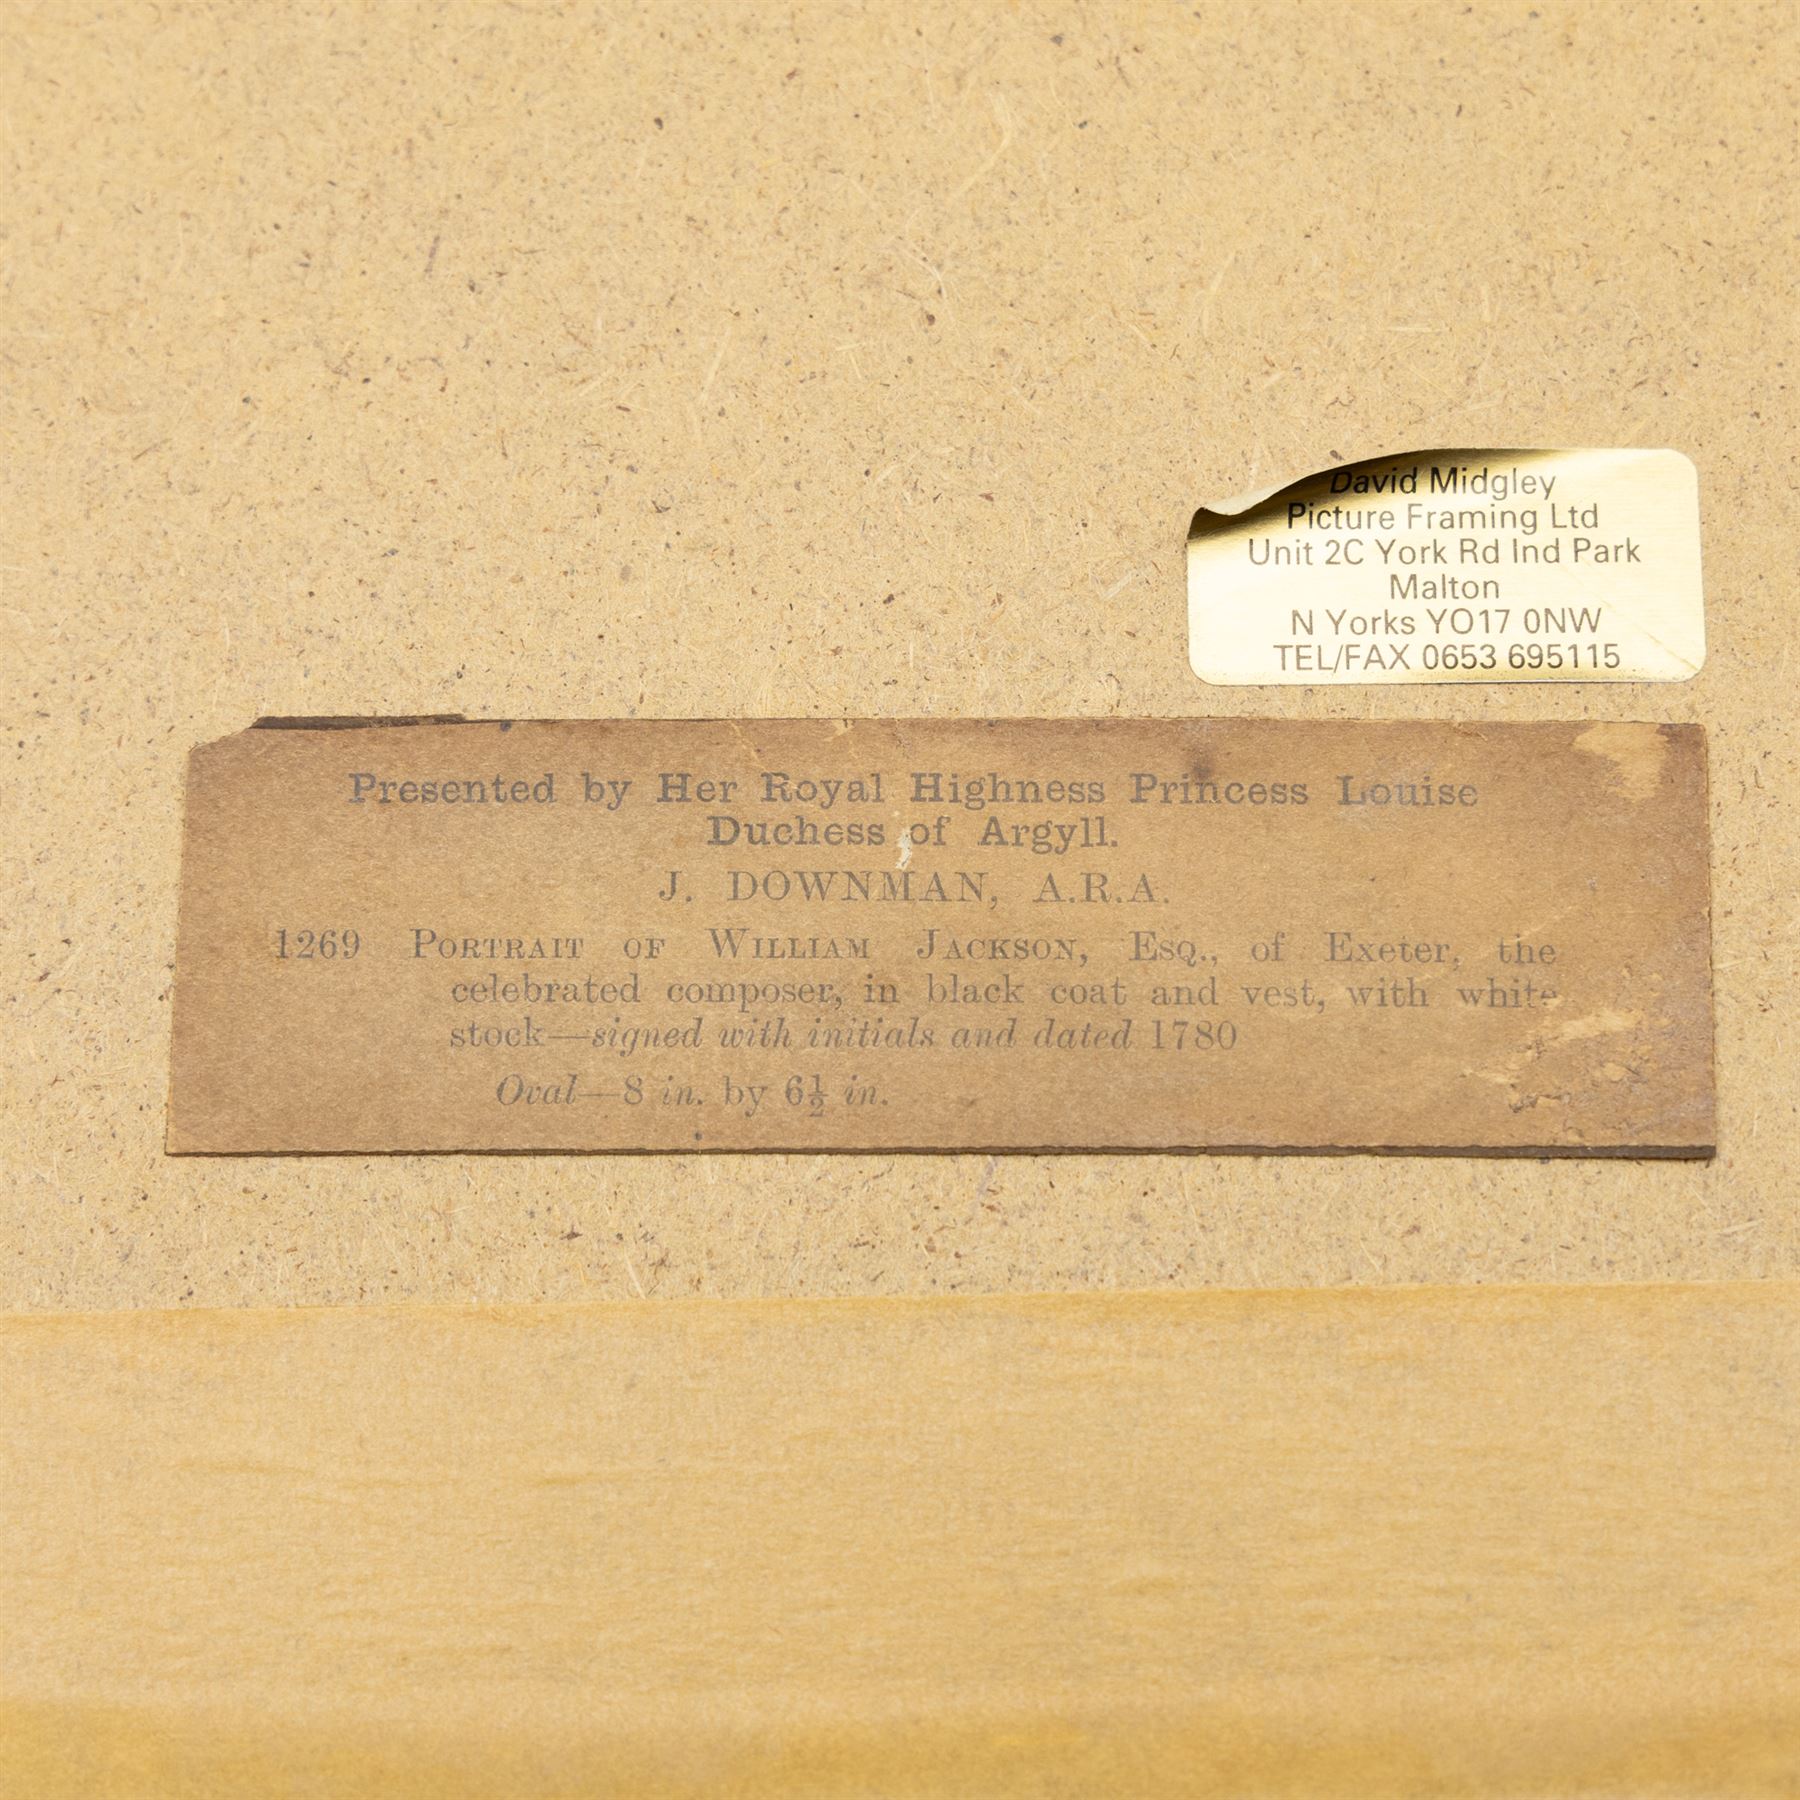 David Midgley
Picture Framing Ltd
Unit 2C York Rd Ind Park
Malton
N Yorks YO17 0NW
TEL/FAX 0653 695115
Presented by Her Royal Highness Princess Louise
Duchess of Argyll.
J. DOWNMAN, A.R.A.
1269 PORTRAIT OF WILLIAM JACKSON, ESQ., of Exeter, the
celebrated composer, in black coat and vest, with white
stock—signed with initials and dated 1780
Oval—8 in. by 6½ in.